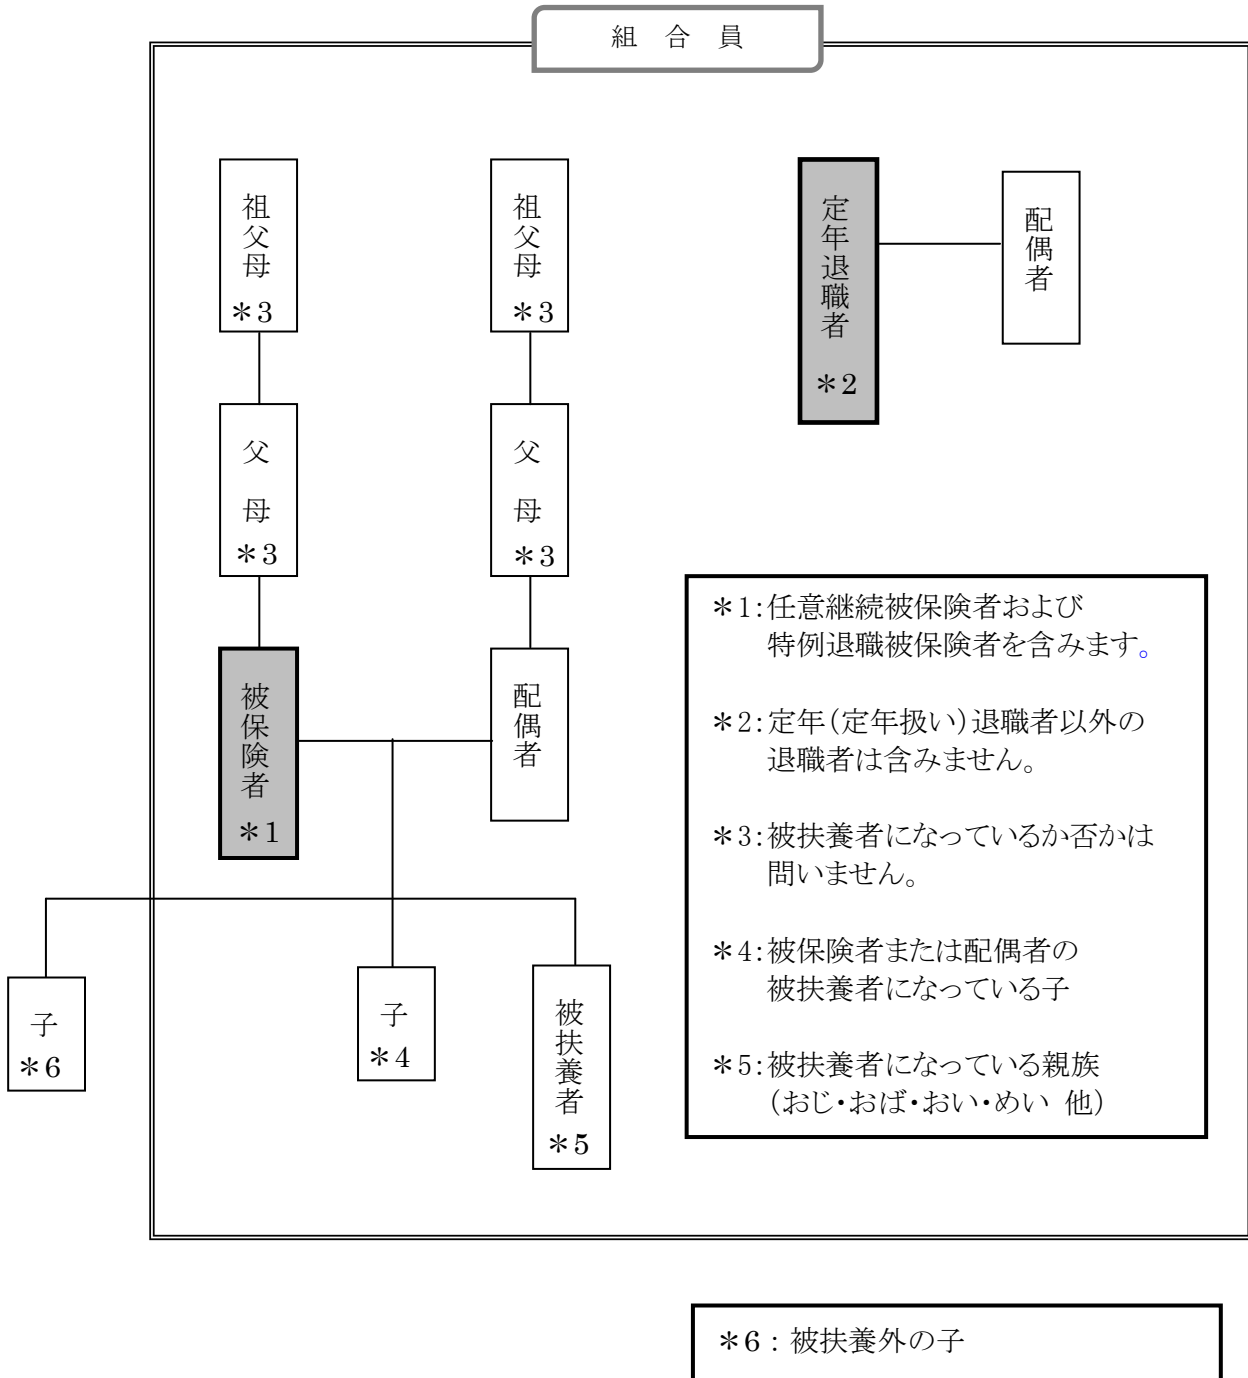 組 合 員
祖父母
*3
祖父母
*3
定年退職者
*2
配偶者
父 母
*3
父 母
*3
被保険者
*1
配偶者
*1:任意継続被保険者および
特例退職被保険者を含みます。
*2:定年(定年扱い)退職者以外の
退職者は含みません。
*3:被扶養者になっているか否かは
問いません。
*4:被保険者または配偶者の
被扶養者になっている子
*5:被扶養者になっている親族
(おじ・おば・おい・めい 他)
子
*6
子
*4
被扶養者
*5
*6:被扶養外の子